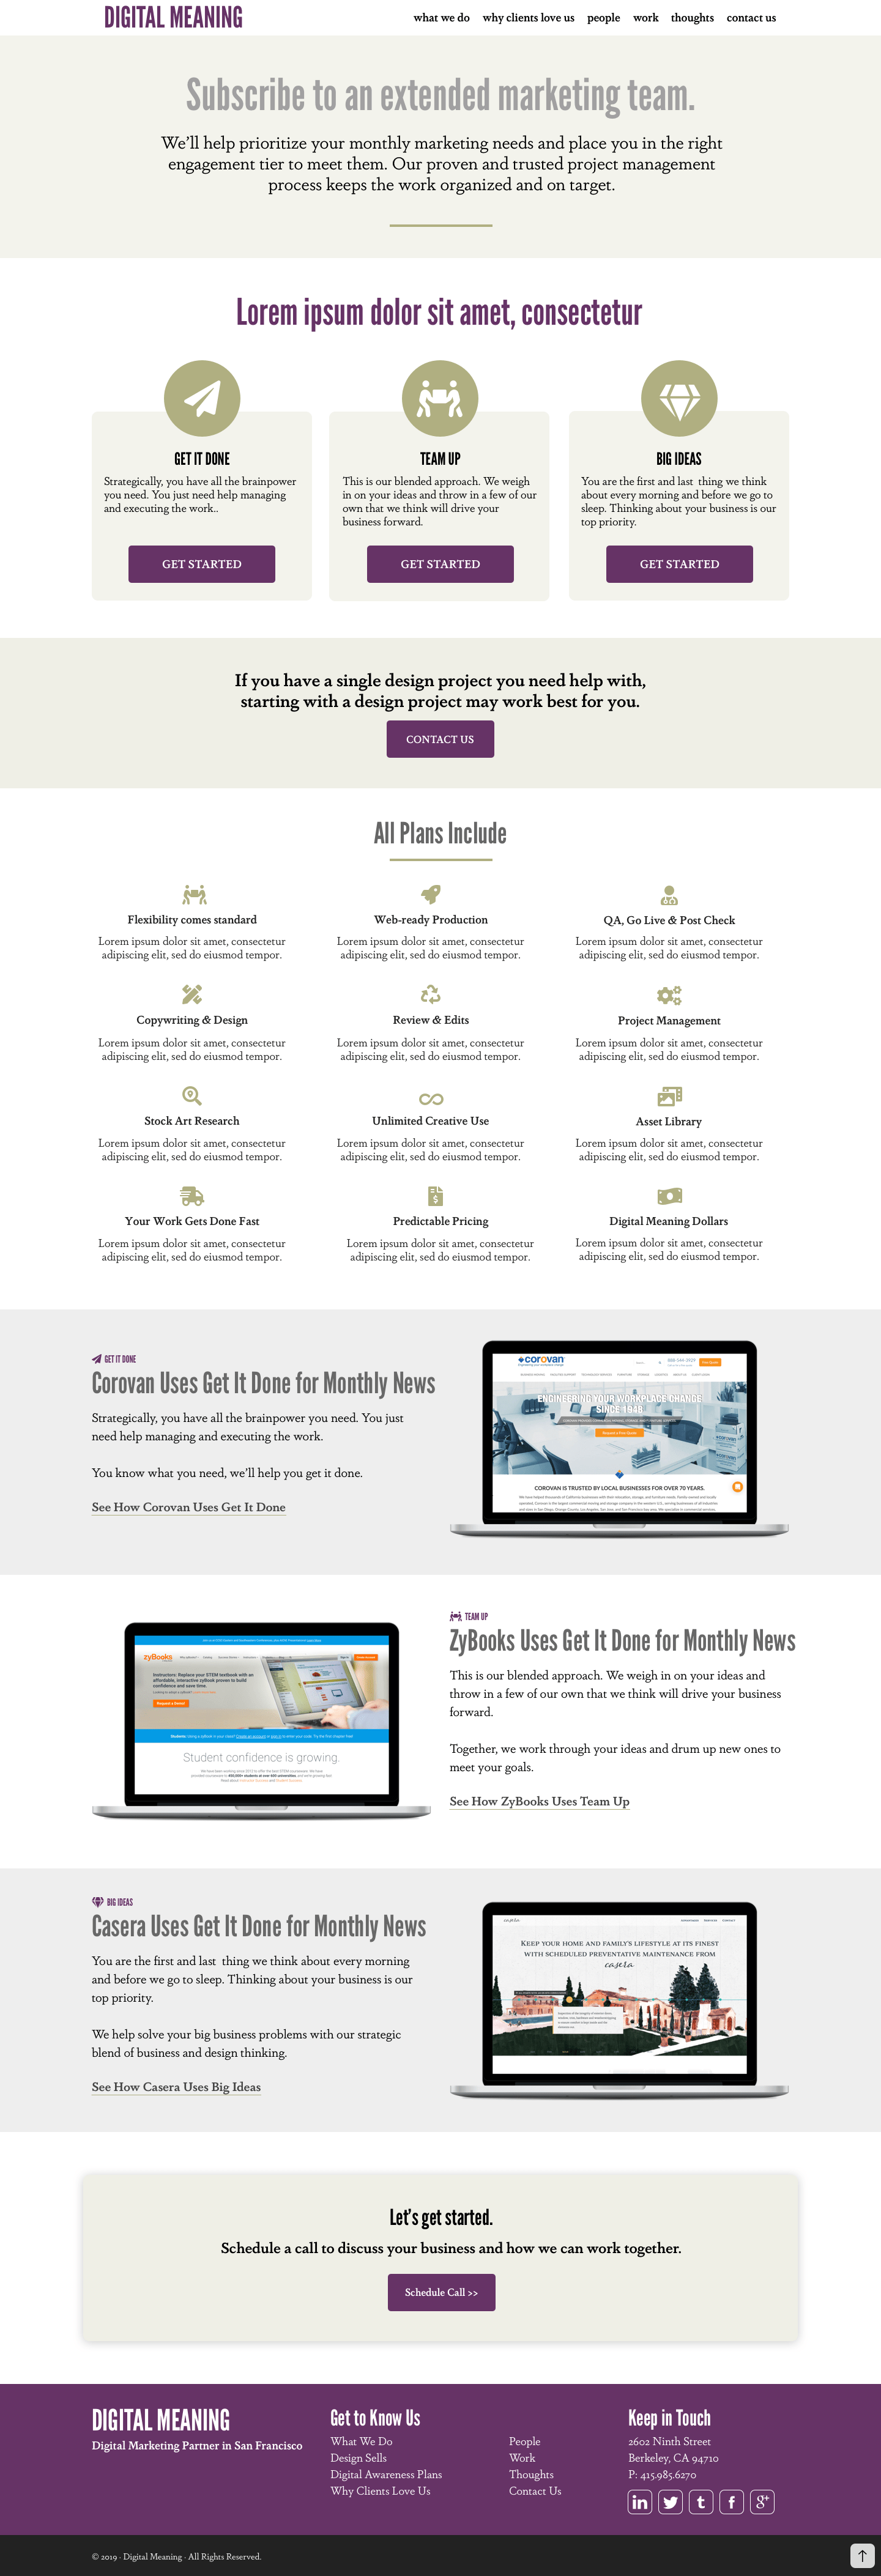 DIGITAL MEANING
what we do why clients love us people work thoughts contact us
Subscribe to an extended marketing team.
We'll help prioritize your monthly marketing needs and place you in the right
engagement tier to meet them. Our proven and trusted project management
process keeps the work organized and on target.
Lorem ipsum dolor sit amet, consectetur
GET IT DONE
Strategically, you have all the brainpower
you need. You just need help managing
and executing the work..
GET STARTED
TEAM UP
This is our blended approach. We weigh
in on your ideas and throw in a few of our
own that we think will drive your
business forward.
GET STARTED
BIG IDEAS
You are the first and last thing we think
about every morning and before we go to
sleep. Thinking about your business is our
top priority.
GET STARTED
If you have a single design project you need help with,
starting with a design project may work best for you.
CONTACT US
All Plans Include
Flexibility comes standard
Lorem ipsum dolor sit amet, consectetur
adipiscing elit, sed do eiusmod tempor.
Web-ready Production
Lorem ipsum dolor sit amet, consectetur
adipiscing elit, sed do eiusmod tempor.
QA, Go Live & Post Check
Lorem ipsum dolor sit amet, consectetur
adipiscing elit, sed do eiusmod tempor.
Copywriting & Design
Lorem ipsum dolor sit amet, consectetur
adipiscing elit, sed do eiusmod tempor.
Review & Edits
Lorem ipsum dolor sit amet, consectetur
adipiscing elit, sed do eiusmod tempor.
Project Management
Lorem ipsum dolor sit amet, consectetur
adipiscing elit, sed do eiusmod tempor.
Stock Art Research
Lorem ipsum dolor sit amet, consectetur
adipiscing elit, sed do eiusmod tempor.
Unlimited Creative Use
Lorem ipsum dolor sit amet, consectetur
adipiscing elit, sed do eiusmod tempor.
Asset Library
Lorem ipsum dolor sit amet, consectetur
adipiscing elit, sed do eiusmod tempor.
Your Work Gets Done Fast
Lorem ipsum dolor sit amet, consectetur
adipiscing elit, sed do eiusmod tempor.
Predictable Pricing
Lorem ipsum dolor sit amet, consectetur
adipiscing elit, sed do eiusmod tempor.
Digital Meaning Dollars
Lorem ipsum dolor sit amet, consectetur
adipiscing elit, sed do eiusmod tempor.
GET IT DONE
Corovan Uses Get It Done for Monthly News
Strategically, you have all the brainpower you need. You just
need help managing and executing the work.
You know what you need, we'll help you get it done.
See How Corovan Uses Get It Done
corovan
ENGINEERING YOUR WORKPLACE CHANGE
SINCE 1948
Request a Free Quote
COROVAN IS TRUSTED BY LOCAL BUSINESSES FOR OVER 70 YEARS.
zyBooks
Instructors: Replace your STEM textbook with an
affordable, interactive zyBook proven to build
confidence and save time.
Request a Demo!
Student confidence is growing.
TEAM UP
ZyBooks Uses Get It Done for Monthly News
This is our blended approach. We weigh in on your ideas and
throw in a few of our own that we think will drive your business
forward.
Together, we work through your ideas and drum up new ones to
meet your goals.
See How ZyBooks Uses Team Up
BIG IDEAS
Casera Uses Get It Done for Monthly News
You are the first and last thing we think about every morning
and before we go to sleep. Thinking about your business is our
top priority.
We help solve your big business problems with our strategic
blend of business and design thinking.
See How Casera Uses Big Ideas
casera
KEEP YOUR HOME AND FAMILY'S LIFESTYLE AT ITS FINEST
WITH SCHEDULED PREVENTATIVE MAINTENANCE FROM
casera
Let's get started.
Schedule a call to discuss your business and how we can work together.
Schedule Call >>
DIGITAL MEANING
Digital Marketing Partner in San Francisco
Get to Know Us
What We Do
Design Sells
Digital Awareness Plans
Why Clients Love Us
People
Work
Thoughts
Contact Us
Keep in Touch
2602 Ninth Street
Berkeley, CA 94710
P: 415.985.6270
in t f g+
© 2019 · Digital Meaning · All Rights Reserved.